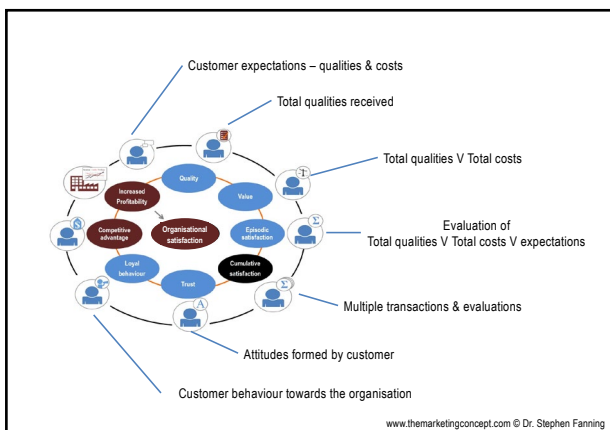 Customer expectations – qualities & costs
Total qualities received
Total qualities V Total costs
Evaluation of
Total qualities V Total costs V expectations
Multiple transactions & evaluations
Attitudes formed by customer
Customer behaviour towards the organisation
Quality
Value
Episodic
satisfaction
Cumulative
satisfaction
Trust
Loyal
behaviour
Competitive
advantage
Increased
Profitability
Organisational
satisfaction
Σ
Σ
A
$
www.themarketingconcept.com © Dr. Stephen Fanning